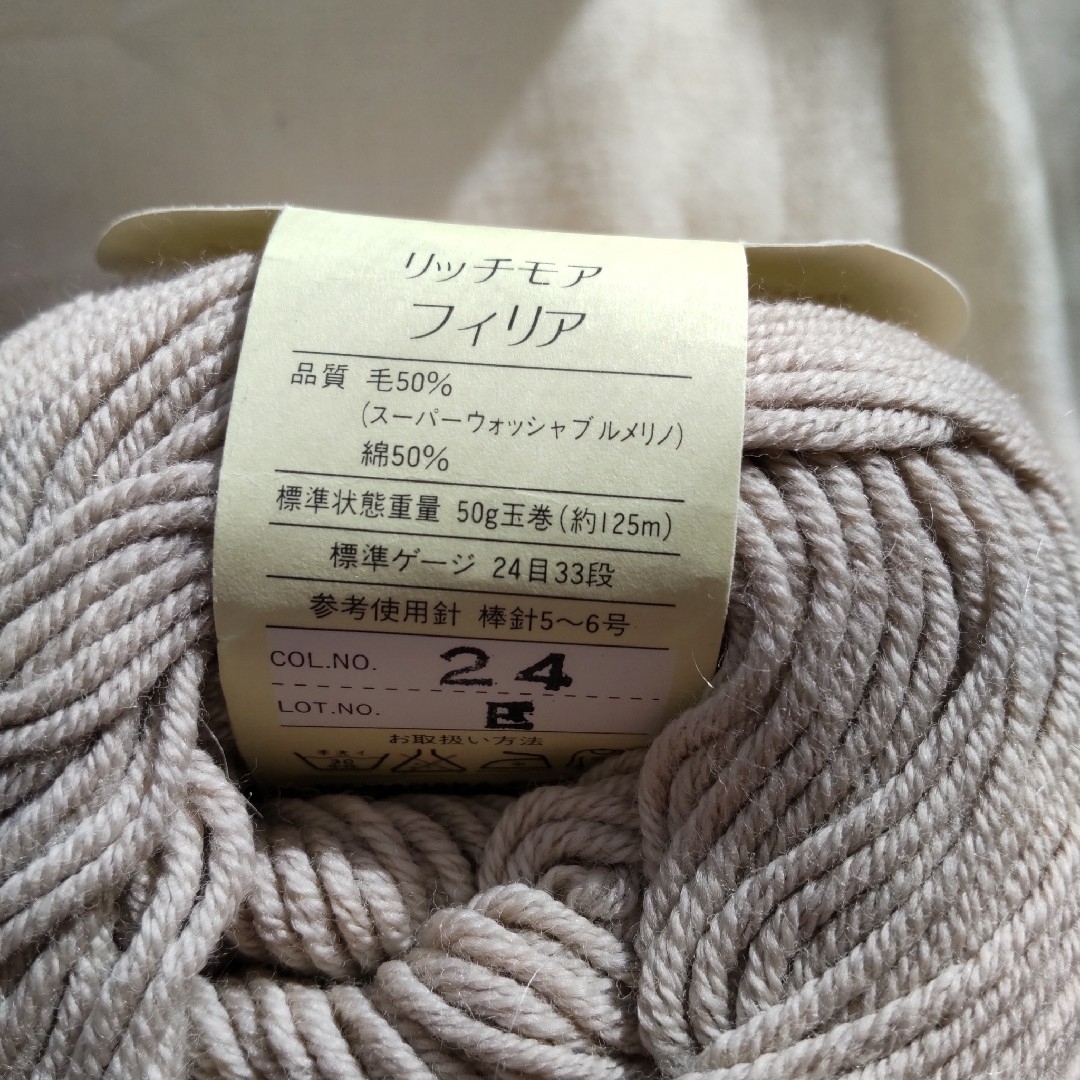 リッチモア
フィリア
品質 毛50%
(スーパーウォッシャブルメリノ)
綿50%
標準状態重量 50g玉巻(約125m)
標準ゲージ 24目33段
参考使用針 棒針5〜6号
COL.NO. 24
LOT.NO. E
お取扱い方法